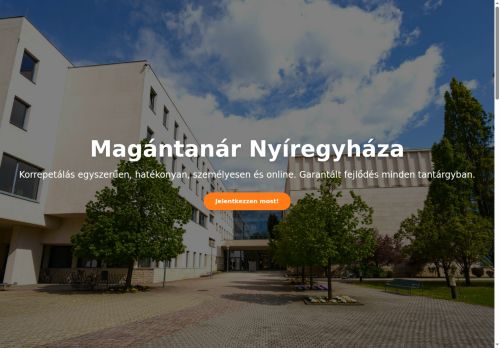 Magántanár Nyíregyháza
Korrepetálás egyszerűen, hatékonyan, személyesen és online. Garantált fejlődés minden tantárgyban.
Jelentkezzen most!